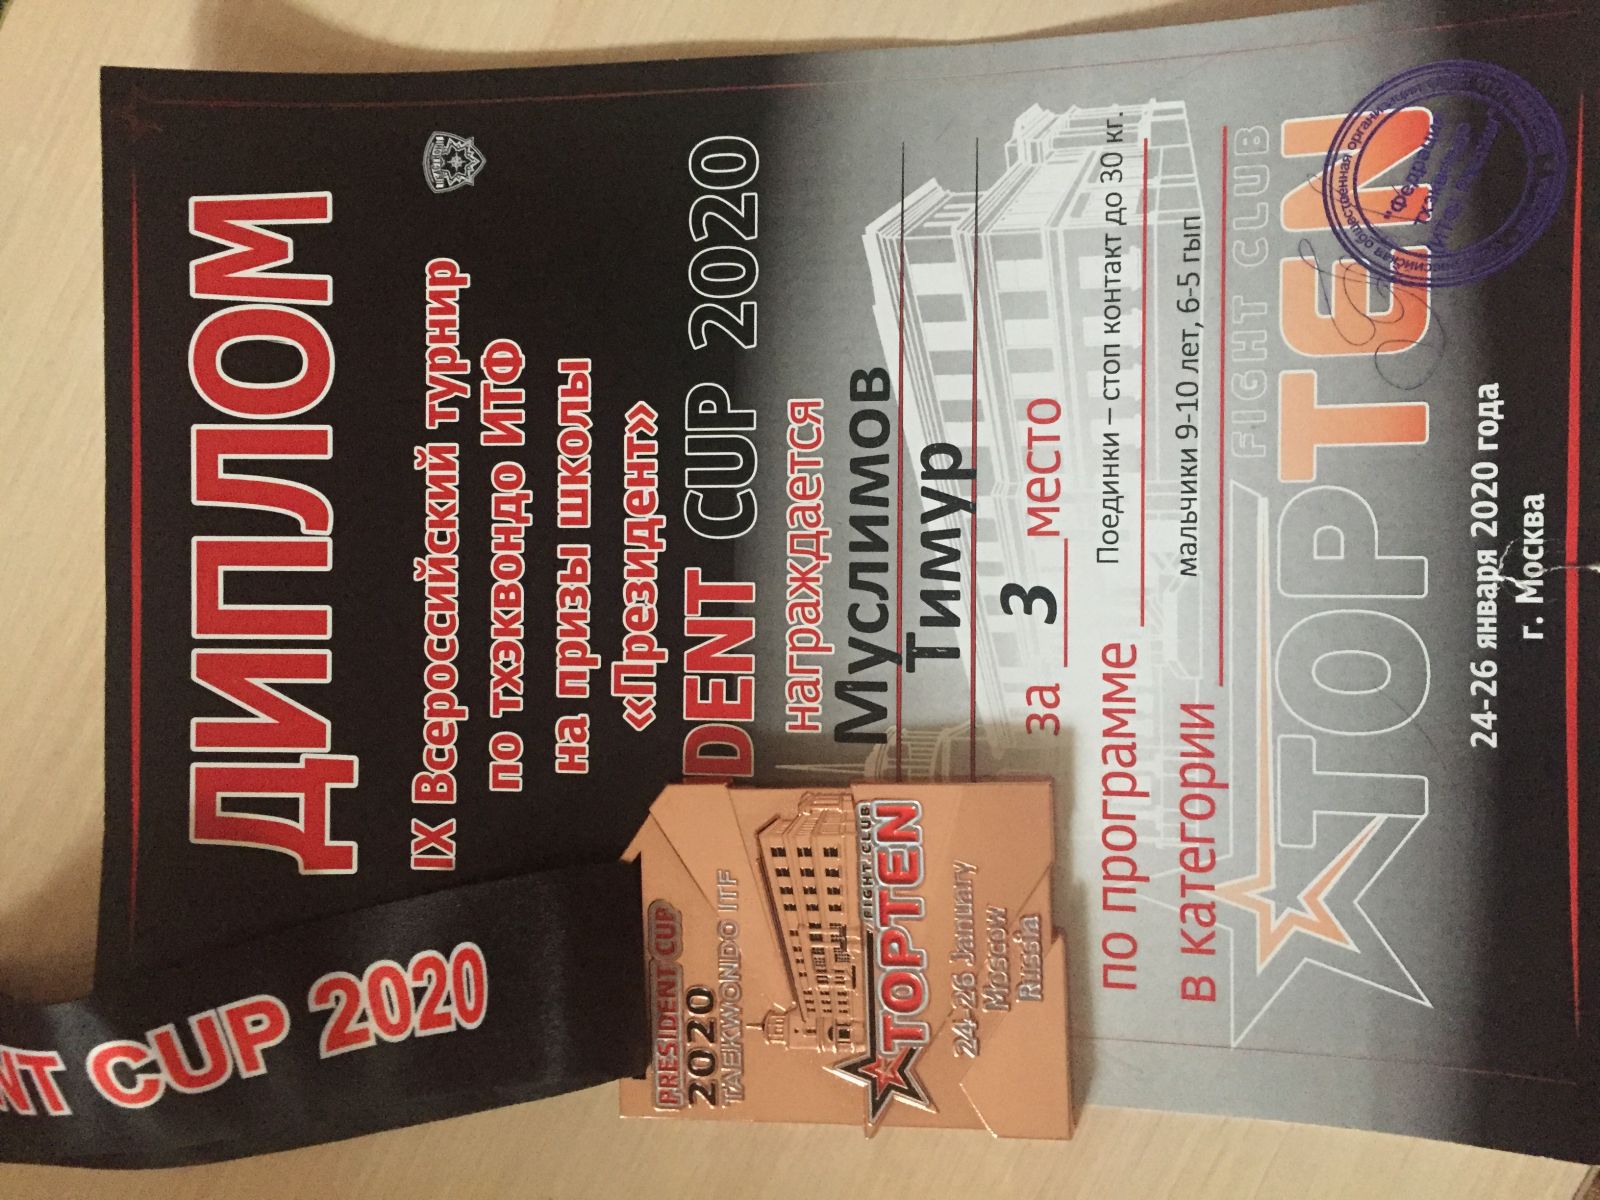 ДИПЛОМ
IX Всероссийский турнир
по тхэквондо ИТФ
на призы школы
«Президент»
DENT CUP 2020
награждается
Муслимов
Тимур
за 3 место
по программе Поединки – стоп контакт до 30 кг.
в категории мальчики 9-10 лет, 6-5 гып
FIGHT CLUB
TOPTEN
24-26 января 2020 года
г. Москва
NT CUP 2020
PRESIDENT CUP
2020
TAEKWONDO ITF
FIGHT CLUB
TOPTEN
24-26 January
Moscow
Russia
общественная
"Федерация